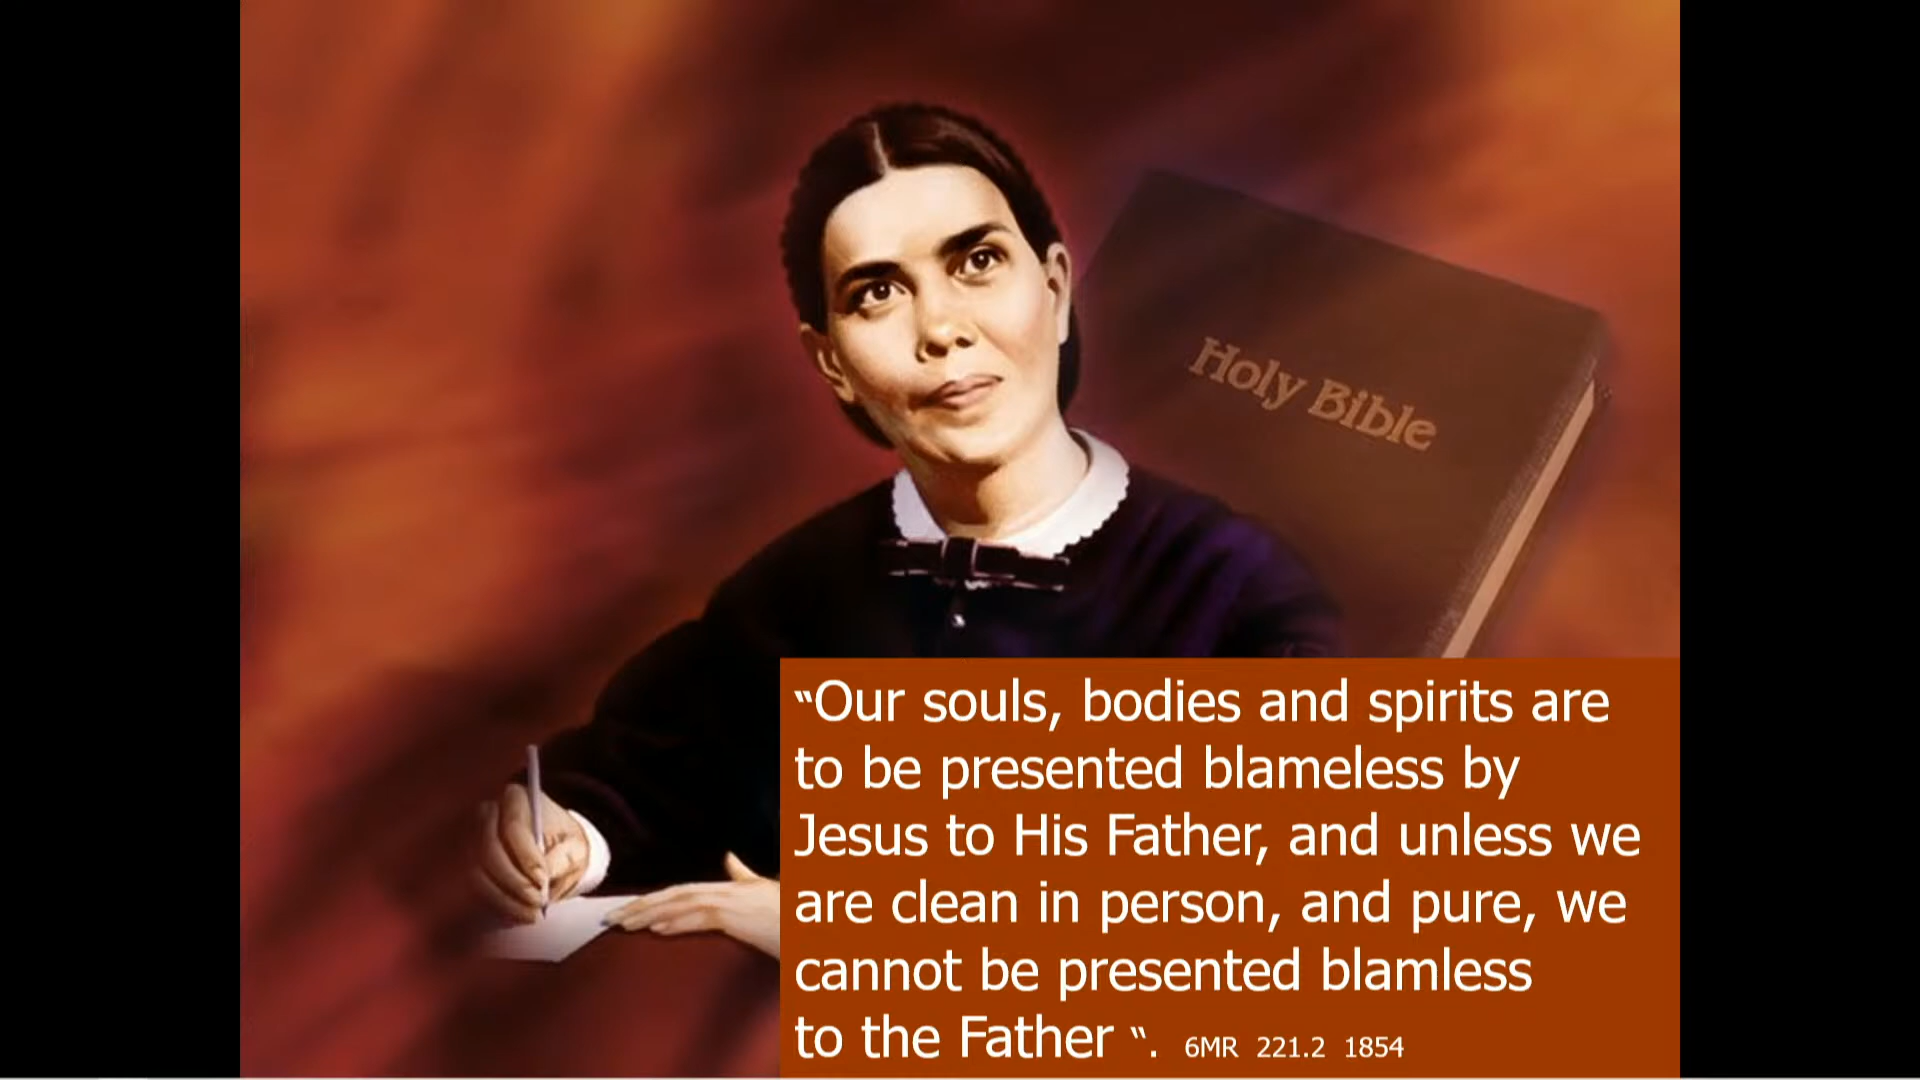 Holy Bible
“Our souls, bodies and spirits are
to be presented blameless by
Jesus to His Father, and unless we
are clean in person, and pure, we
cannot be presented blamless
to the Father “. 6MR 221.2 1854